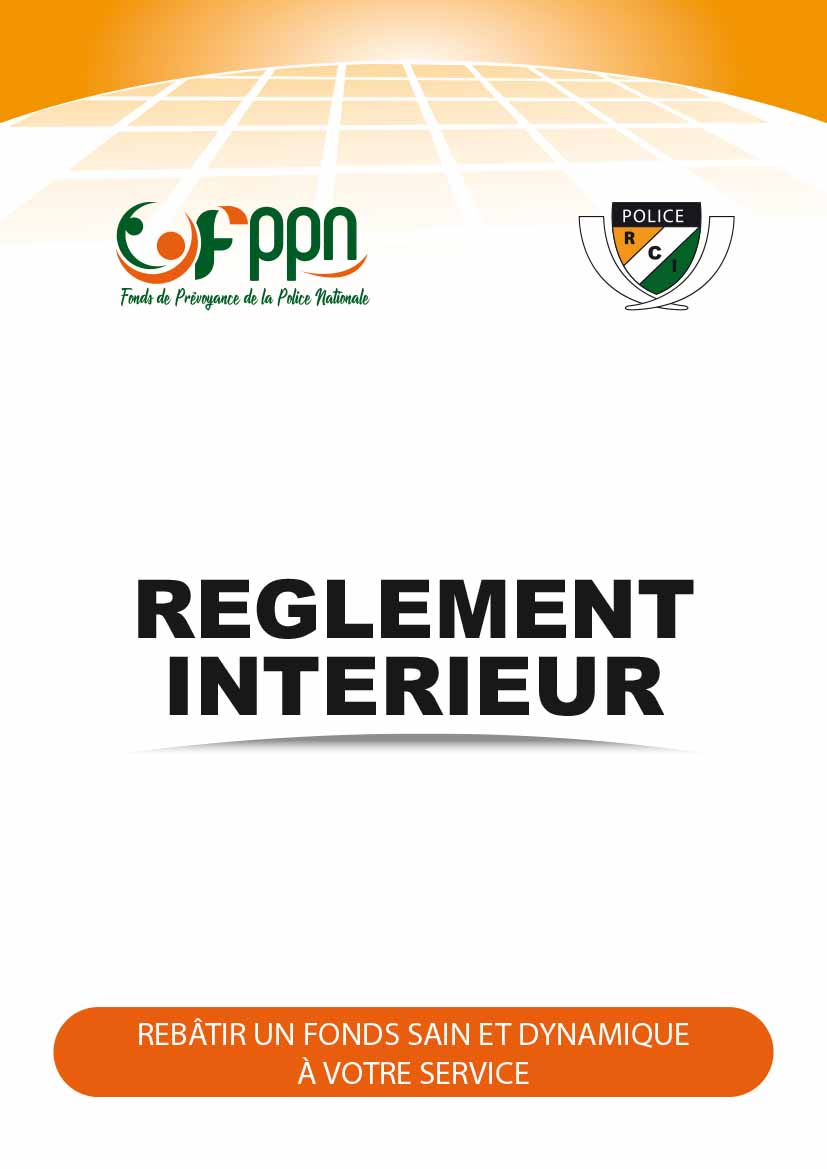 Fppn
Fonds de Prévoyance de la Police Nationale
POLICE
R
C
I
REGLEMENT
INTERIEUR
REBÂTIR UN FONDS SAIN ET DYNAMIQUE
À VOTRE SERVICE